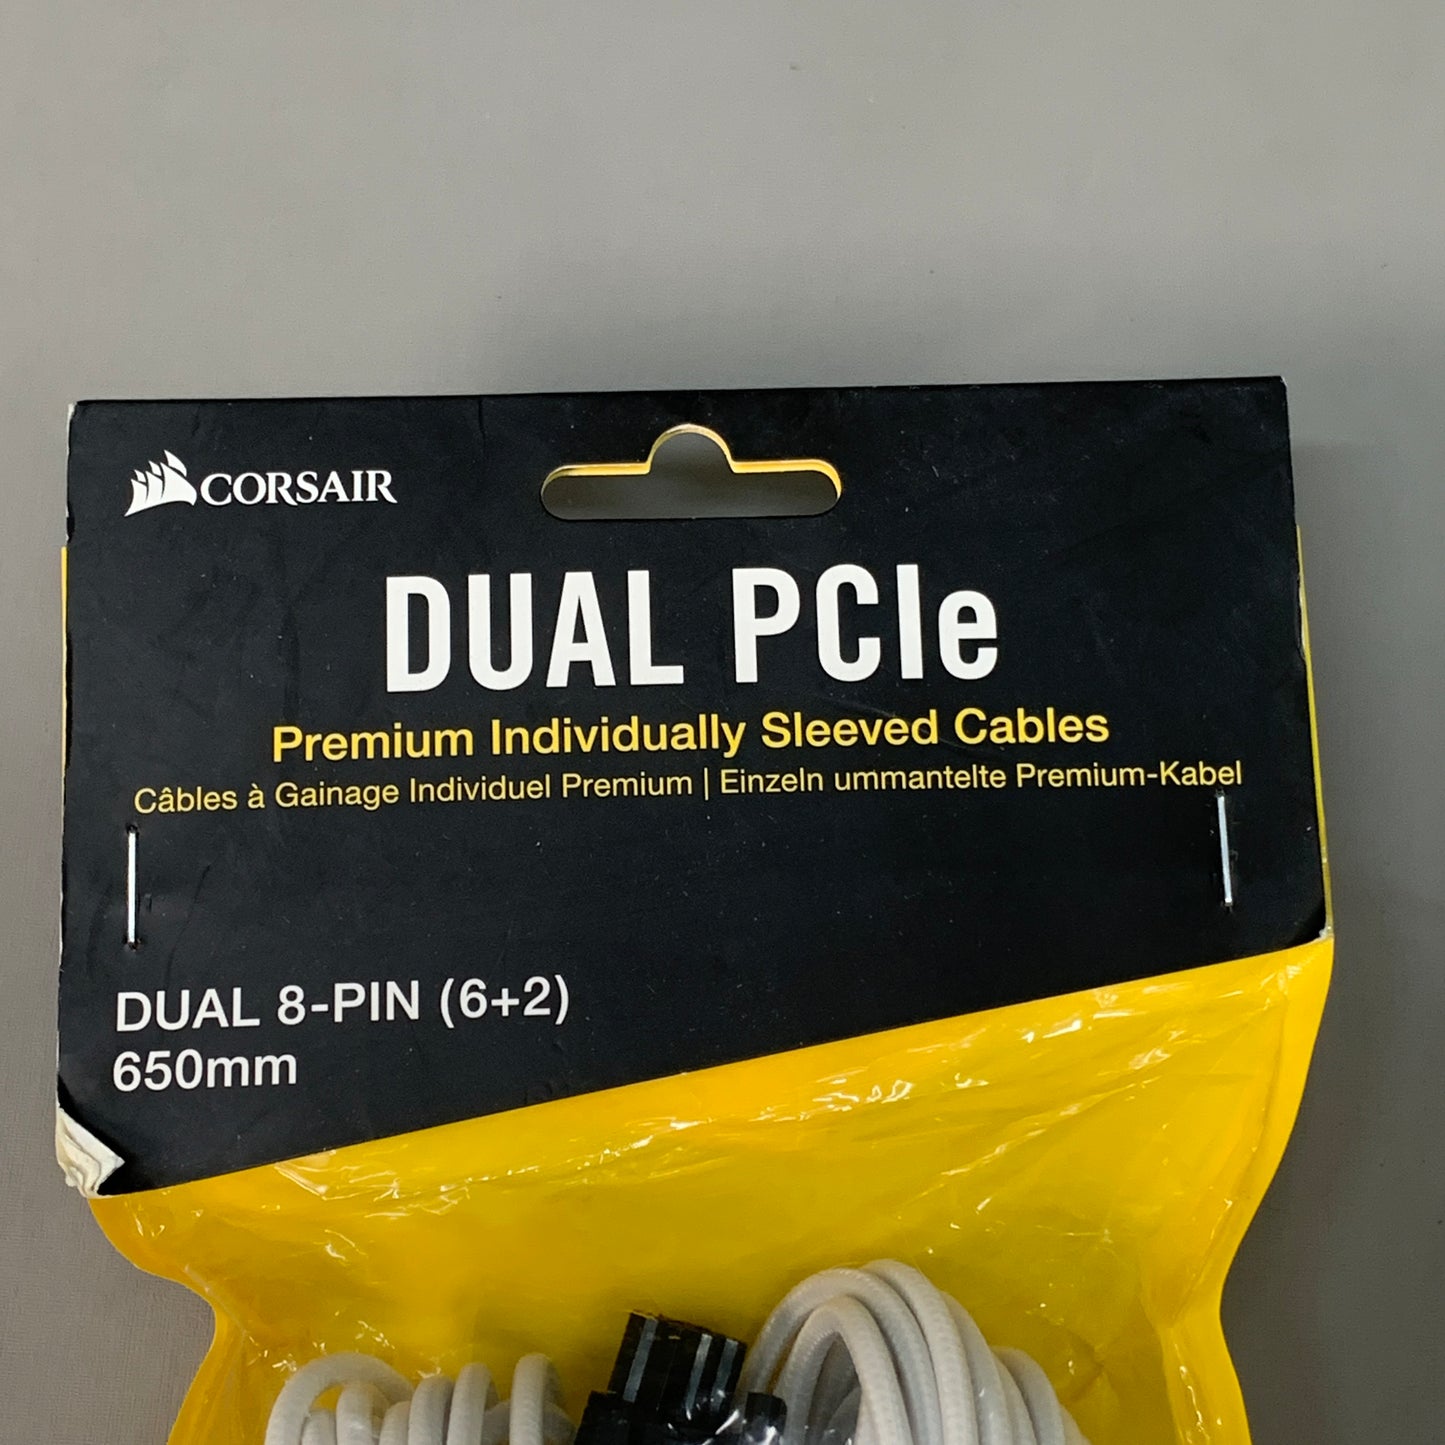 CORSAIR
DUAL PCIe
Premium Individually Sleeved Cables
Câbles à Gainage Individuel Premium | Einzeln ummantelte Premium-Kabel
DUAL 8-PIN (6+2)
650mm